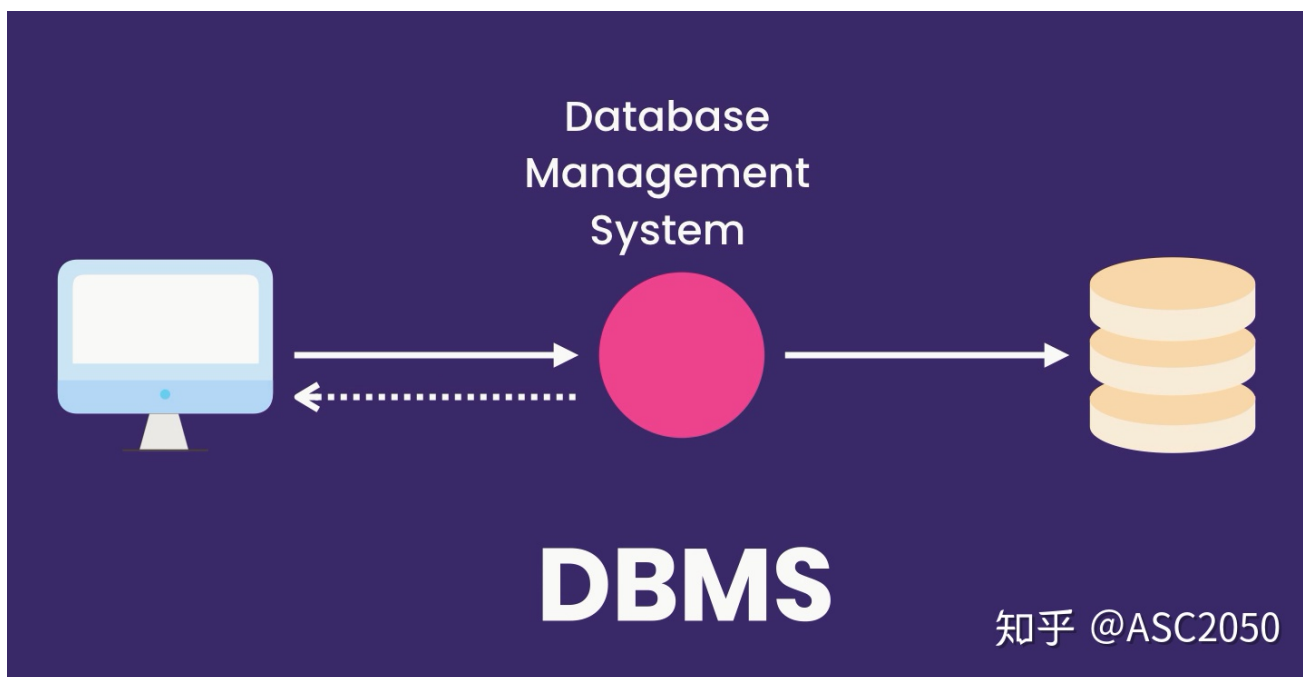 Database
Management
System
DBMS
知乎 @ASC2050